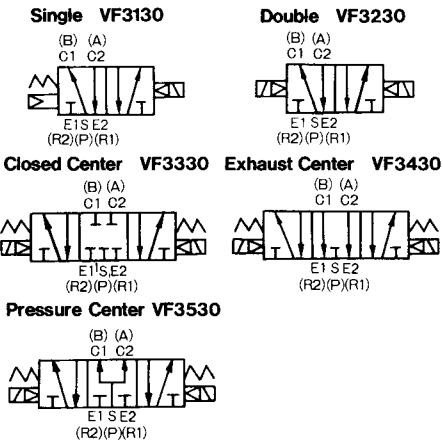 Single VF3130
(B) (A)
C1 C2
E1 S E2
(R2)(P)(R1)
Double VF3230
(B) (A)
C1 C2
E1 S E2
(R2)(P)(R1)
Closed Center VF3330
(B) (A)
C1 C2
E1 S, E2
(R2)(P)(R1)
Exhaust Center VF3430
(B) (A)
C1 C2
E1 S E2
(R2)(P)(R1)
Pressure Center VF3530
(B) (A)
C1 C2
E1 S E2
(R2)(P)(R1)